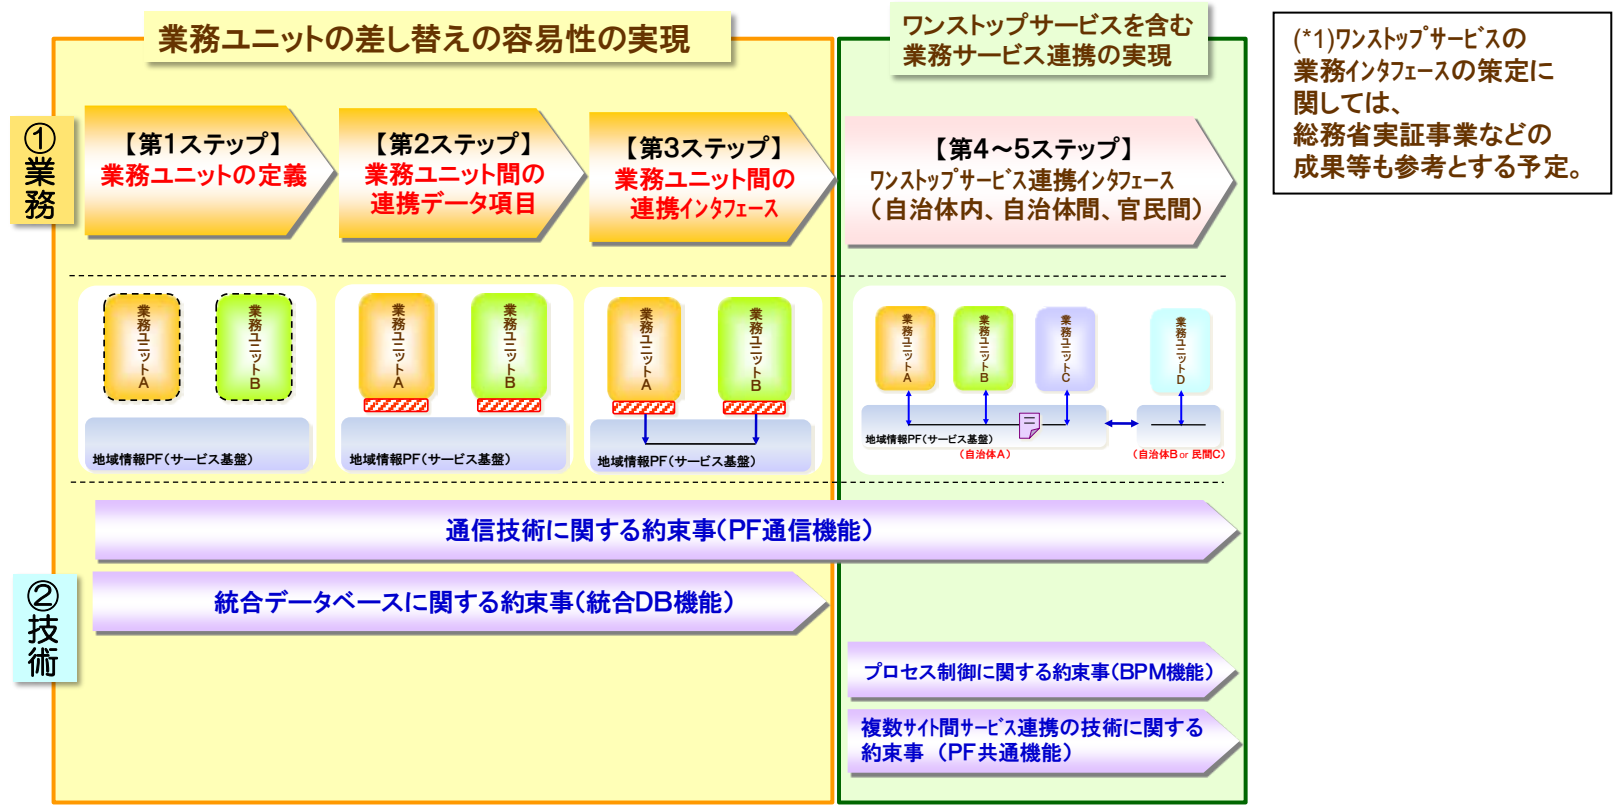 業務ユニットの差し替えの容易性の実現
ワンストップサービスを含む
業務サービス連携の実現
(*1)ワンストップサービスの
業務インタフェースの策定に
関しては、
総務省実証事業などの
成果等も参考とする予定。
①業務
【第1ステップ】
業務ユニットの定義
【第2ステップ】
業務ユニット間の
連携データ項目
【第3ステップ】
業務ユニット間の
連携インタフェース
【第4~5ステップ】
ワンストップサービス連携インタフェース
(自治体内、自治体間、官民間)
業務ユニットA
業務ユニットB
地域情報PF(サービス基盤)
業務ユニットA
業務ユニットB
地域情報PF(サービス基盤)
業務ユニットA
業務ユニットB
地域情報PF(サービス基盤)
業務ユニットA
業務ユニットB
業務ユニットC
業務ユニットD
地域情報PF(サービス基盤)
(自治体A)
(自治体B or 民間C)
②技術
通信技術に関する約束事(PF通信機能)
統合データベースに関する約束事(統合DB機能)
プロセス制御に関する約束事(BPM機能)
複数サイト間サービス連携の技術に関する
約束事 (PF共通機能)